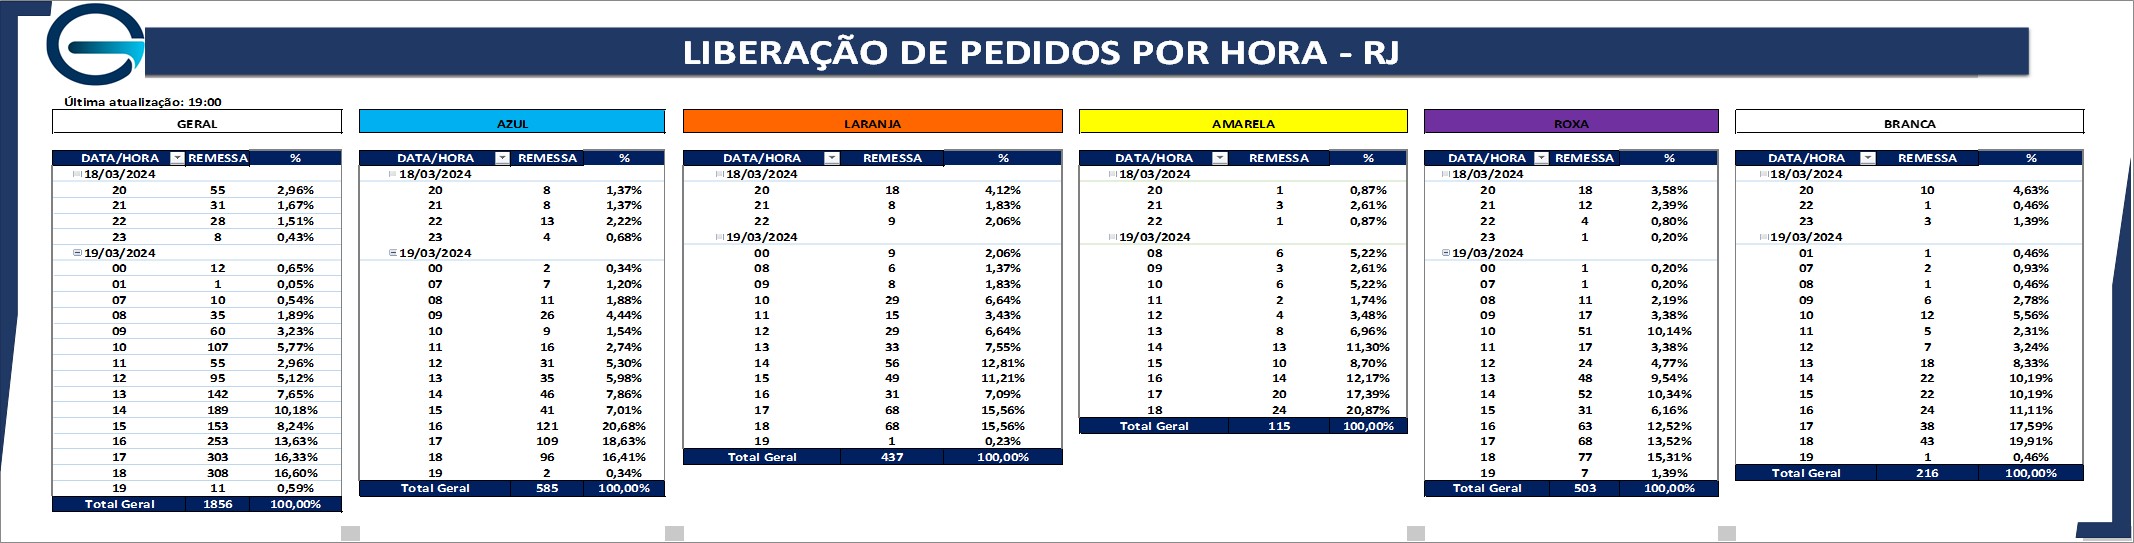 LIBERAÇÃO DE PEDIDOS POR HORA - RJ
Última atualização: 19:00
GERAL
DATA/HORA REMESSA %
18/03/2024
20 55 2,96%
21 31 1,67%
22 28 1,51%
23 8 0,43%
19/03/2024
00 12 0,65%
01 1 0,05%
07 10 0,54%
08 35 1,89%
09 60 3,23%
10 107 5,77%
11 55 2,96%
12 95 5,12%
13 142 7,65%
14 189 10,18%
15 153 8,24%
16 253 13,63%
17 303 16,33%
18 308 16,60%
19 11 0,59%
Total Geral 1856 100,00%
AZUL
DATA/HORA REMESSA %
18/03/2024
20 8 1,37%
21 8 1,37%
22 13 2,22%
23 4 0,68%
19/03/2024
00 2 0,34%
07 7 1,20%
08 11 1,88%
09 26 4,44%
10 9 1,54%
11 16 2,74%
12 31 5,30%
13 35 5,98%
14 46 7,86%
15 41 7,01%
16 121 20,68%
17 109 18,63%
18 96 16,41%
19 2 0,34%
Total Geral 585 100,00%
LARANJA
DATA/HORA REMESSA %
18/03/2024
20 18 4,12%
21 8 1,83%
22 9 2,06%
19/03/2024
00 9 2,06%
08 6 1,37%
09 8 1,83%
10 29 6,64%
11 15 3,43%
12 29 6,64%
13 33 7,55%
14 56 12,81%
15 49 11,21%
16 31 7,09%
17 68 15,56%
18 68 15,56%
19 1 0,23%
Total Geral 437 100,00%
AMARELA
DATA/HORA REMESSA %
18/03/2024
20 1 0,87%
21 3 2,61%
22 1 0,87%
19/03/2024
08 6 5,22%
09 3 2,61%
10 6 5,22%
11 2 1,74%
12 4 3,48%
13 8 6,96%
14 13 11,30%
15 10 8,70%
16 14 12,17%
17 20 17,39%
18 24 20,87%
Total Geral 115 100,00%
ROXA
DATA/HORA REMESSA %
18/03/2024
20 18 3,58%
21 12 2,39%
22 4 0,80%
23 1 0,20%
19/03/2024
00 1 0,20%
07 1 0,20%
08 11 2,19%
09 17 3,38%
10 51 10,14%
11 17 3,38%
12 24 4,77%
13 48 9,54%
14 52 10,34%
15 31 6,16%
16 63 12,52%
17 68 13,52%
18 77 15,31%
19 7 1,39%
Total Geral 503 100,00%
BRANCA
DATA/HORA REMESSA %
18/03/2024
20 10 4,63%
22 1 0,46%
23 3 1,39%
19/03/2024
01 1 0,46%
07 2 0,93%
08 1 0,46%
09 6 2,78%
10 12 5,56%
11 5 2,31%
12 7 3,24%
13 18 8,33%
14 22 10,19%
15 22 10,19%
16 24 11,11%
17 38 17,59%
18 43 19,91%
19 1 0,46%
Total Geral 216 100,00%